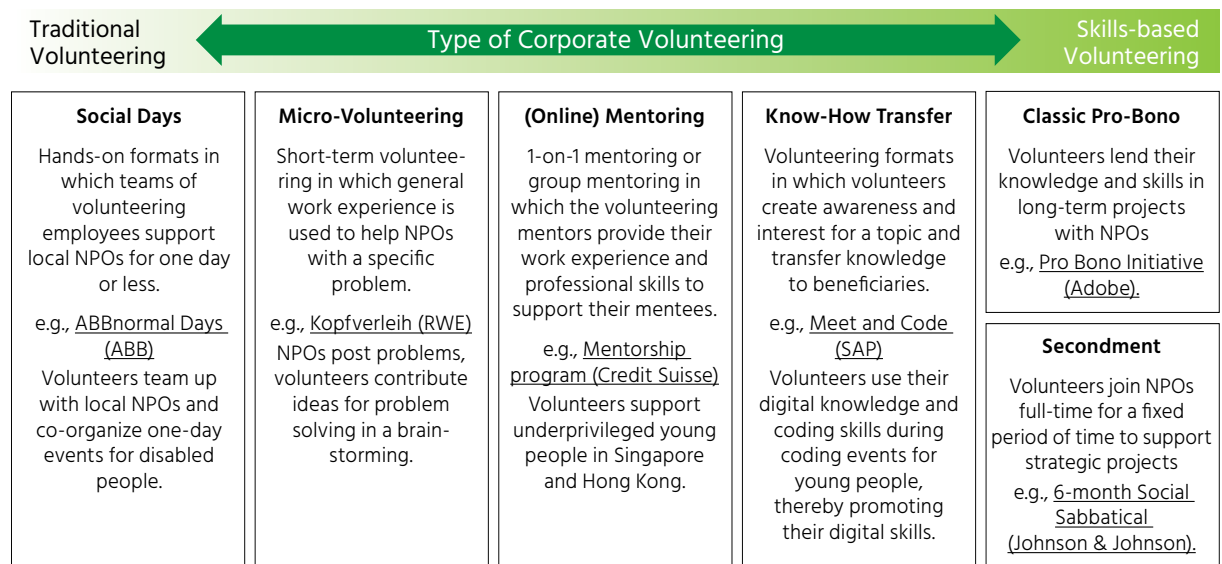 Traditional
Volunteering
Type of Corporate Volunteering
Skills-based
Volunteering
Social Days
Hands-on formats in
which teams of
volunteering
employees support
local NPOs for one day
or less.
e.g., ABBnormal Days
(ABB)
Volunteers team up
with local NPOs and
co-organize one-day
events for disabled
people.
Micro-Volunteering
Short-term voluntee-
ring in which general
work experience is
used to help NPOs
with a specific
problem.
e.g., Kopfverleih (RWE)
NPOs post problems,
volunteers contribute
ideas for problem
solving in a brain-
storming.
(Online) Mentoring
1-on-1 mentoring or
group mentoring in
which the volunteering
mentors provide their
work experience and
professional skills to
support their mentees.
e.g., Mentorship
program (Credit Suisse)
Volunteers support
underprivileged young
people in Singapore
and Hong Kong.
Know-How Transfer
Volunteering formats
in which volunteers
create awareness and
interest for a topic and
transfer knowledge
to beneficiaries.
e.g., Meet and Code
(SAP)
Volunteers use their
digital knowledge and
coding skills during
coding events for
young people,
thereby promoting
their digital skills.
Classic Pro-Bono
Volunteers lend their
knowledge and skills in
long-term projects
with NPOs
e.g., Pro Bono Initiative
(Adobe).
Secondment
Volunteers join NPOs
full-time for a fixed
period of time to support
strategic projects
e.g., 6-month Social
Sabbatical
(Johnson & Johnson).